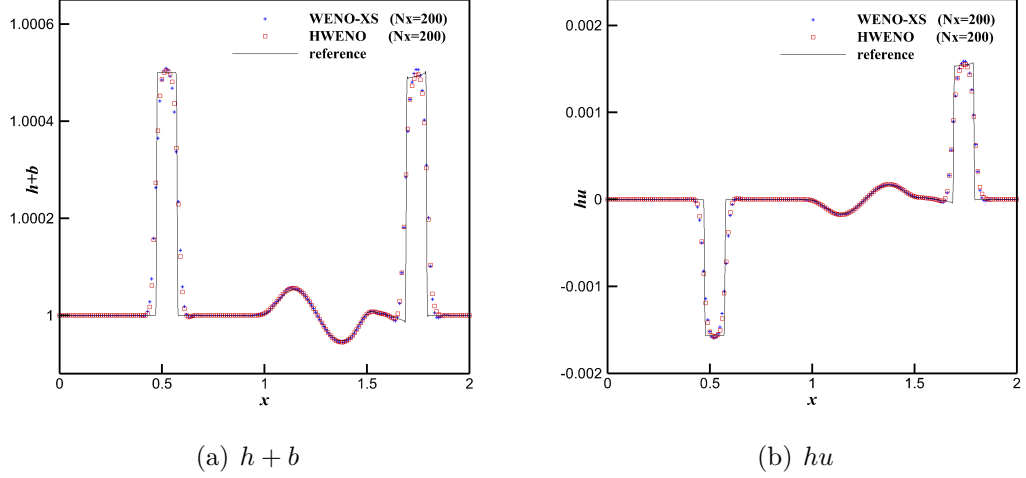 WENO-XS (Nx=200)
HWENO (Nx=200)
reference
1.0006
1.0004
1.0002
1
h+b
0
0.5
1
1.5
2
x
(a) h + b
WENO-XS (Nx=200)
HWENO (Nx=200)
reference
0.002
0.001
0
-0.001
-0.002
hu
0
0.5
1
1.5
2
x
(b) hu